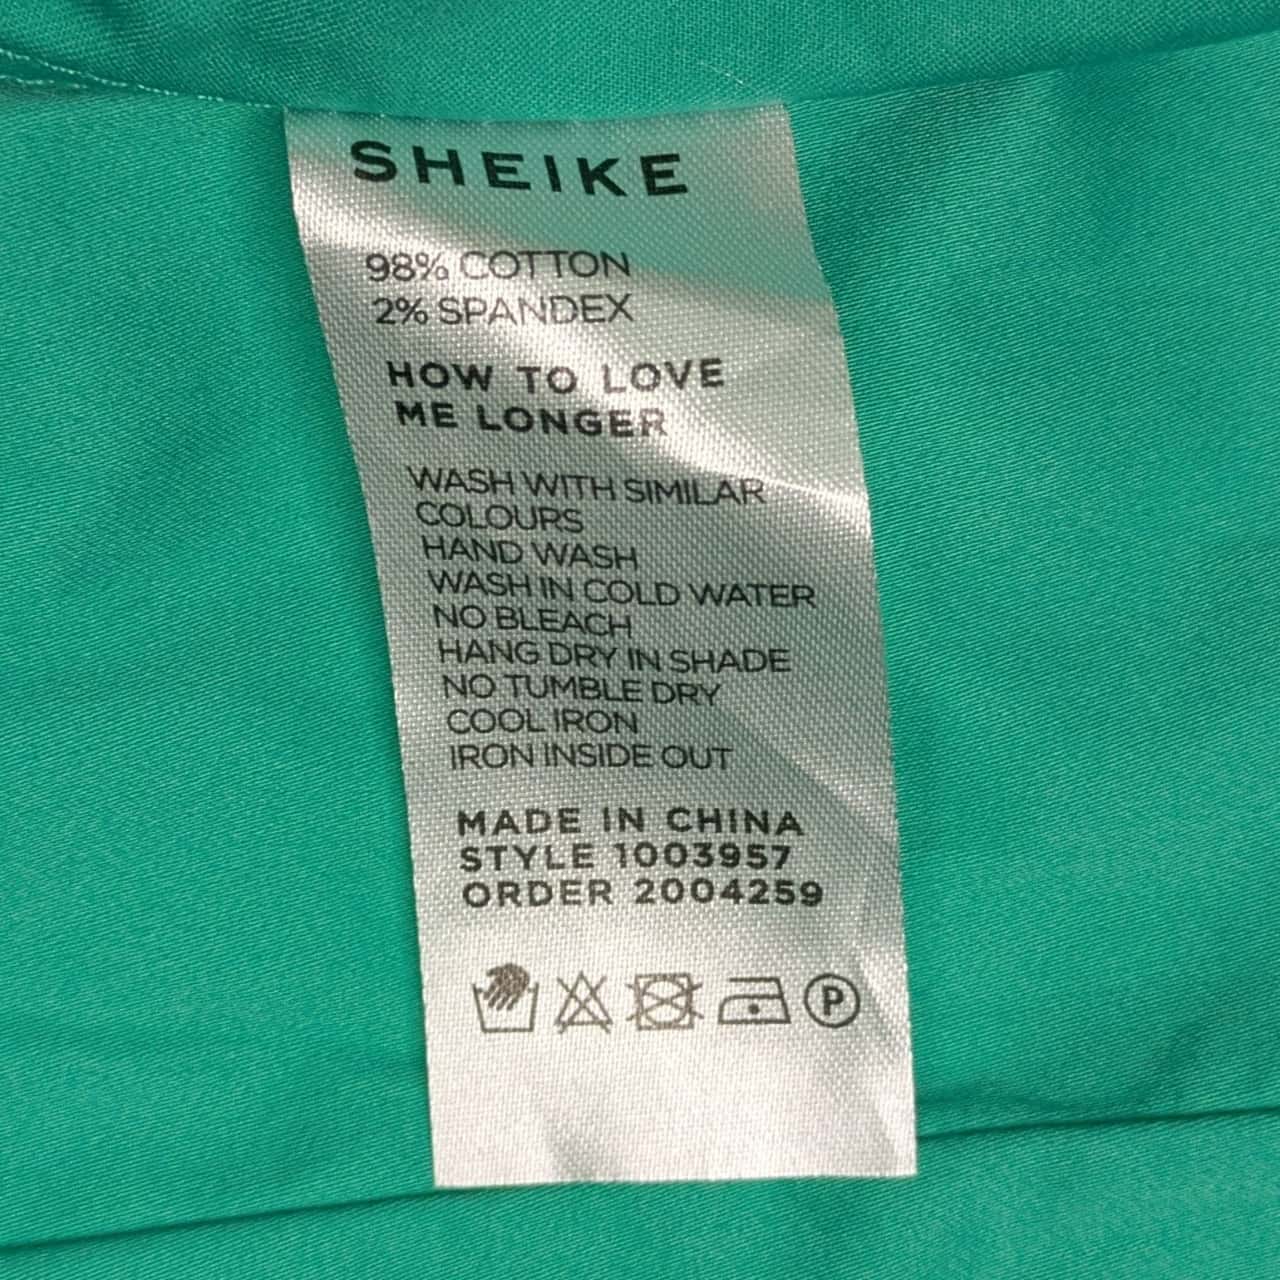 SHEIKE
98% COTTON
2% SPANDEX
HOW TO LOVE
ME LONGER
WASH WITH SIMILAR
COLOURS
HAND WASH
WASH IN COLD WATER
NO BLEACH
HANG DRY IN SHADE
NO TUMBLE DRY
COOL IRON
IRON INSIDE OUT
MADE IN CHINA
STYLE 1003957
ORDER 2004259
P